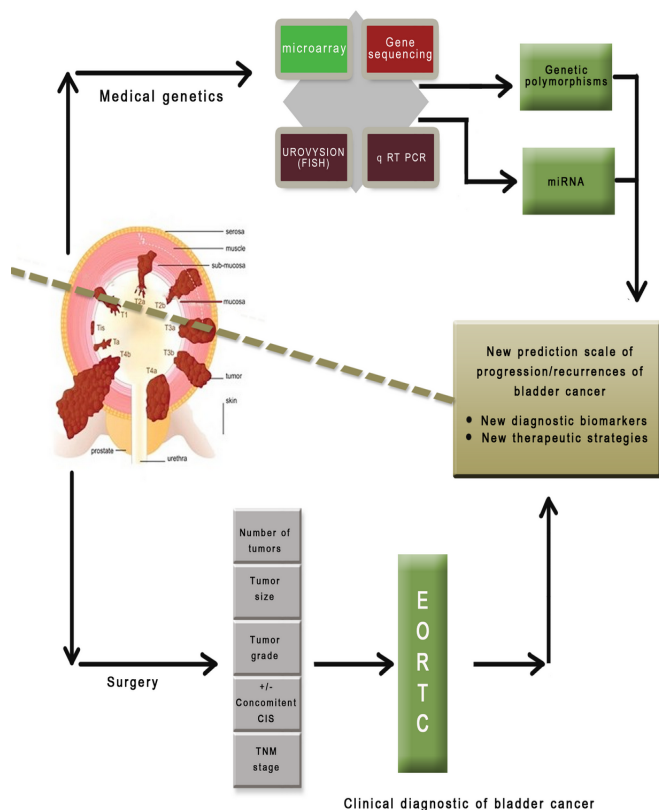 microarray
Gene
sequencing
Medical genetics
UROVYSION
(FISH)
q RT PCR
Genetic
polymorphisms
miRNA
serosa
muscle
sub-mucosa
mucosa
T1
T2a
T2b
Tis
T3a
Ta
T3b
T4b
T4a
tumor
skin
prostate
urethra
New prediction scale of
progression/recurrences of
bladder cancer
• New diagnostic biomarkers
• New therapeutic strategies
Surgery
Number of
tumors
Tumor
size
Tumor
grade
+/-
Concomitent
CIS
TNM
stage
E
O
R
T
C
Clinical diagnostic of bladder cancer